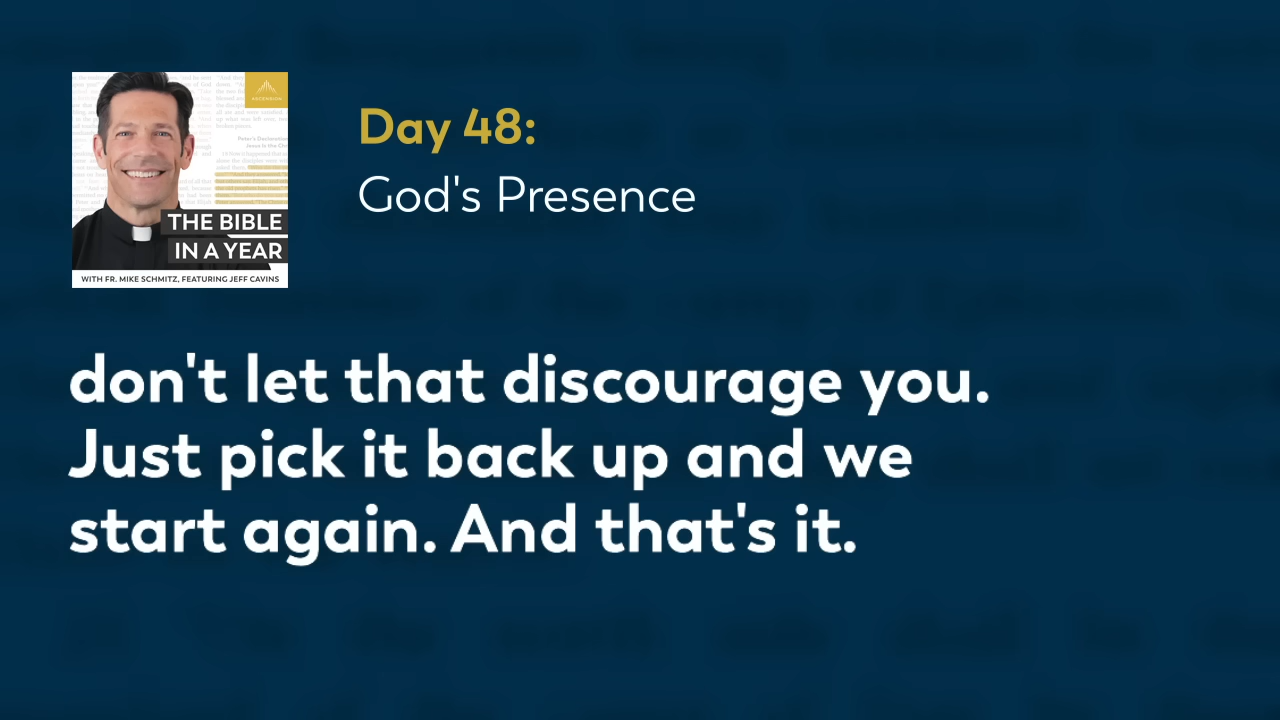 ASCENSION
THE BIBLE
IN A YEAR
WITH FR. MIKE SCHMITZ, FEATURING JEFF CAVINS
Day 48:
God's Presence
don't let that discourage you.
Just pick it back up and we
start again. And that's it.